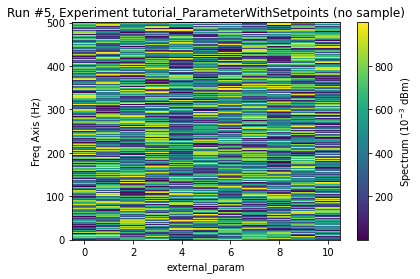 Run #5, Experiment tutorial_ParameterWithSetpoints (no sample)
500
400
300
200
100
0
Freq Axis (Hz)
0 2 4 6 8 10
external_param
800
600
400
200
Spectrum (10⁻³ dBm)